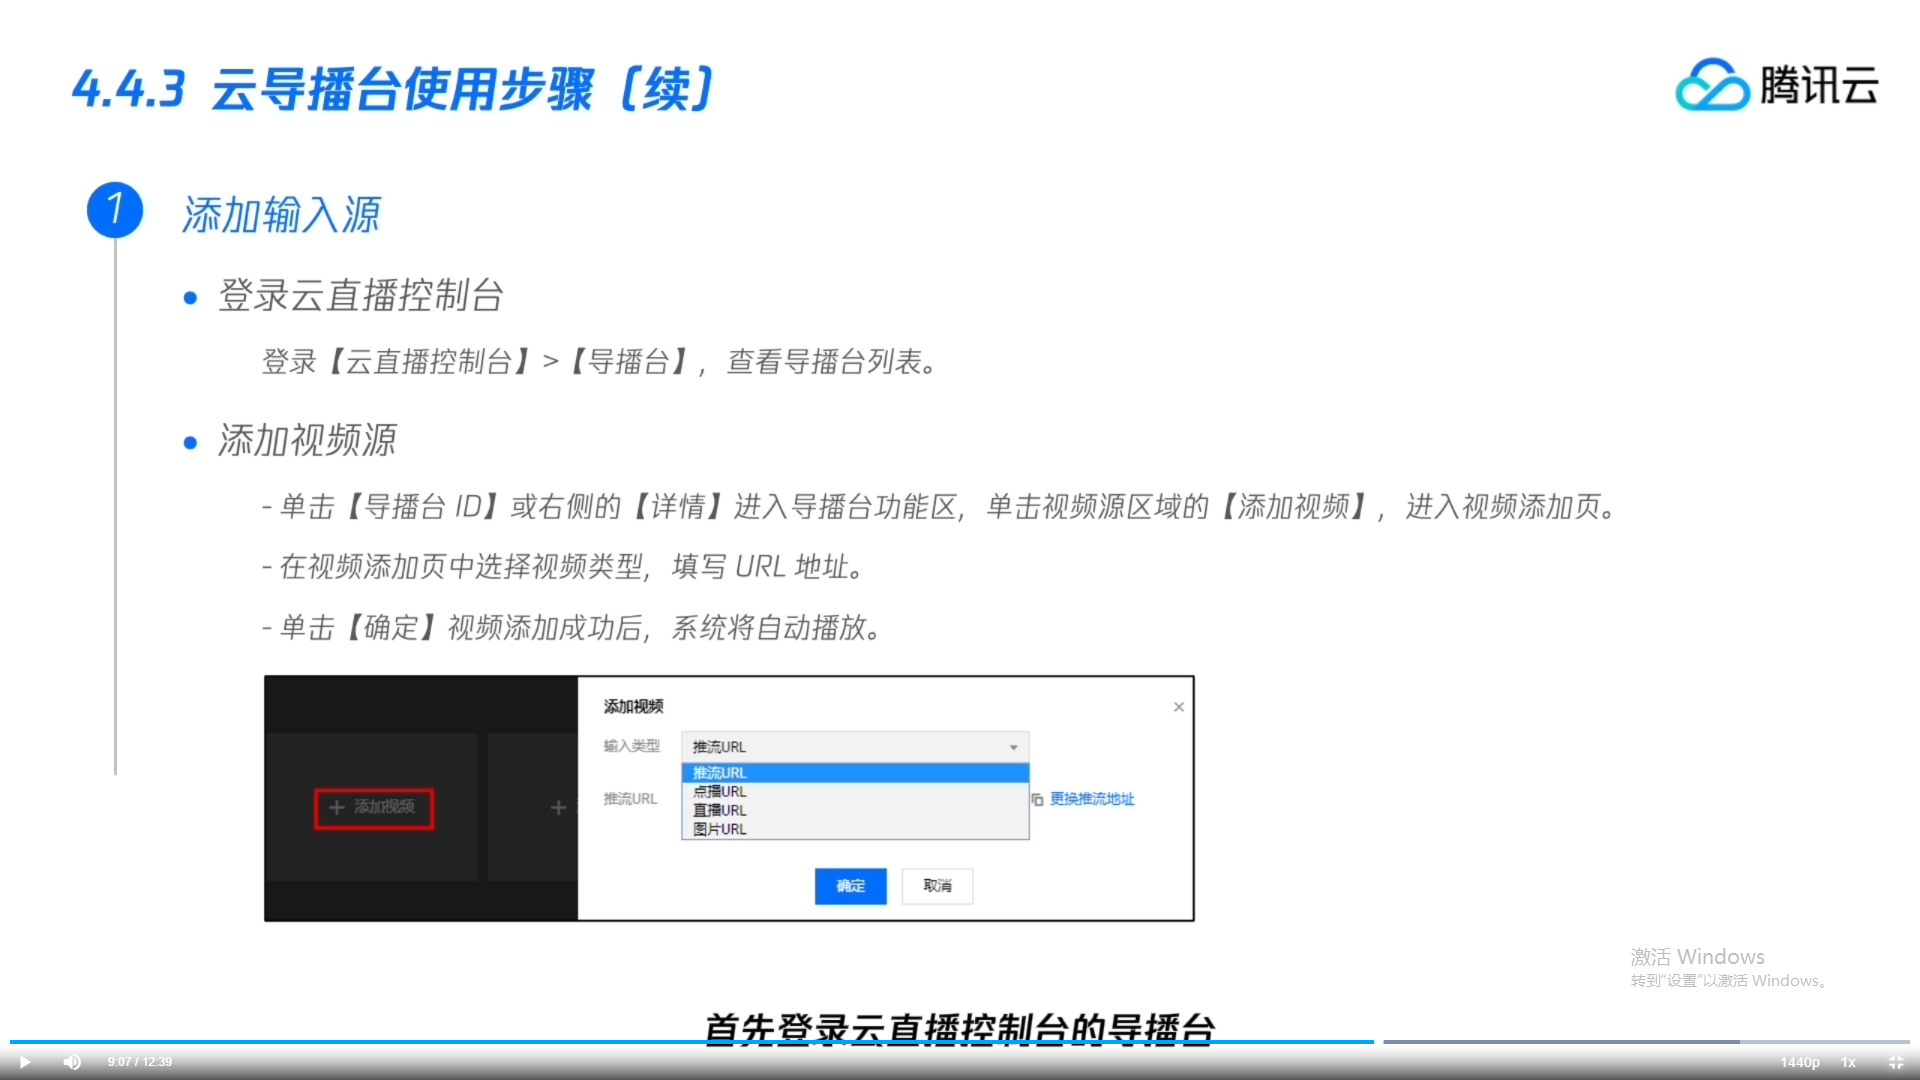 4.4.3 云导播台使用步骤（续）
腾讯云
1 添加输入源
登录云直播控制台
登录【云直播控制台】>【导播台】，查看导播台列表。
添加视频源
- 单击【导播台 ID】或右侧的【详情】进入导播台功能区，单击视频源区域的【添加视频】，进入视频添加页。
- 在视频添加页中选择视频类型，填写 URL 地址。
- 单击【确定】视频添加成功后，系统将自动播放。
添加视频
输入类型 推流URL
推流URL
点播URL
推流URL 更换推流地址
直播URL
图片URL
添加视频
确定 取消
激活 Windows
转到“设置”以激活 Windows。
首先登录云直播控制台的导播台
9:07 / 12:39 1440p 1x